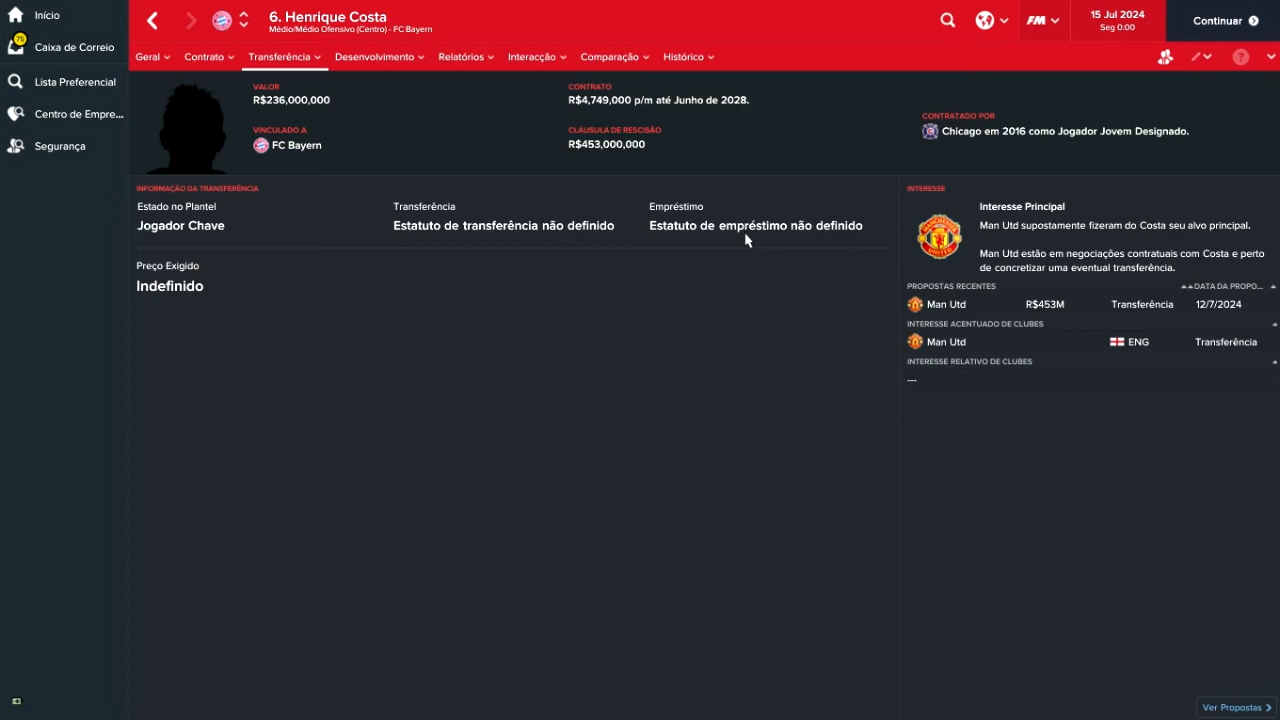 Início
75
Caixa de Correio
Lista Preferencial
Centro de Empre...
Segurança
6. Henrique Costa
Médio/Médio Ofensivo (Centro) - FC Bayern
FM
15 Jul 2024
Seg 0:00
Continuar
Geral
Contrato
Transferência
Desenvolvimento
Relatórios
Interacção
Comparação
Histórico
VALOR
R$236,000,000
VINCULADO A
FC Bayern
CONTRATO
R$4,749,000 p/m até Junho de 2028.
CLÁUSULA DE RESCISÃO
R$453,000,000
CONTRATADO POR
Chicago em 2016 como Jogador Jovem Designado.
INFORMAÇÃO DA TRANSFERÊNCIA
Estado no Plantel
Jogador Chave
Transferência
Estatuto de transferência não definido
Empréstimo
Estatuto de empréstimo não definido
Preço Exigido
Indefinido
INTERESSE
Interesse Principal
Man Utd supostamente fizeram do Costa seu alvo principal.
Man Utd estão em negociações contratuais com Costa e perto
de concretizar uma eventual transferência.
PROPOSTAS RECENTES DATA DA PROPO...
Man Utd R$453M Transferência 12/7/2024
INTERESSE ACENTUADO DE CLUBES
Man Utd ENG Transferência
INTERESSE RELATIVO DE CLUBES
---
Ver Propostas